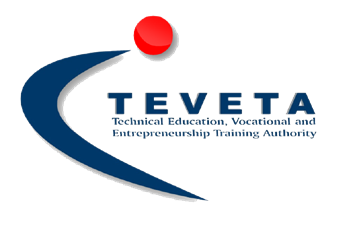 TEVETA
Technical Education, Vocational and
Entrepreneurship Training Authority